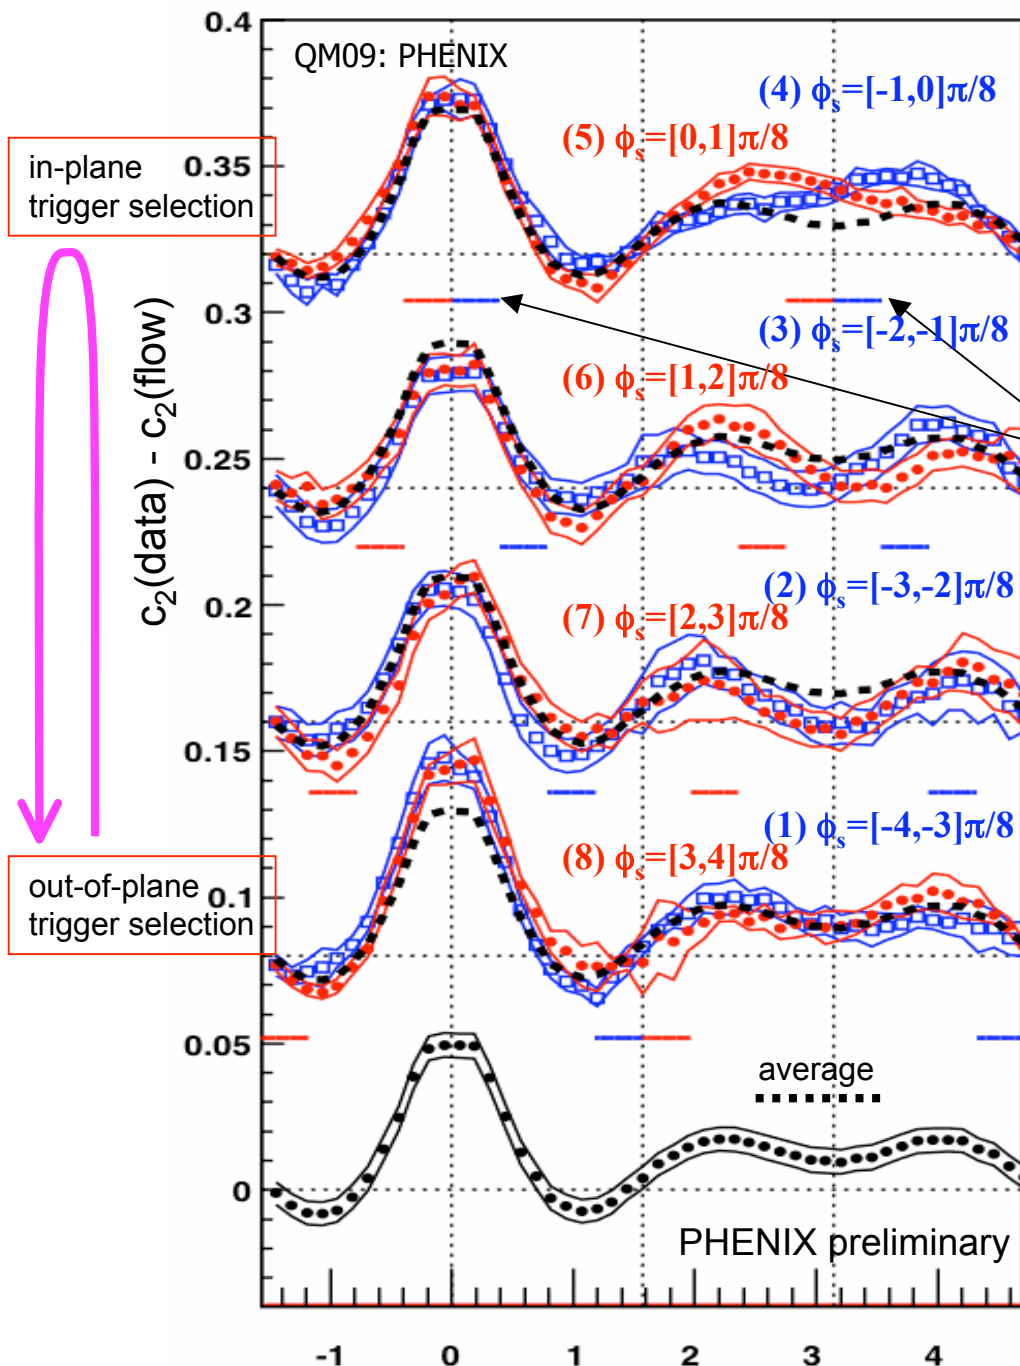 0.4
QM09: PHENIX
(4) ϕs=[-1,0]π/8
(5) ϕs=[0,1]π/8
in-plane
trigger selection
0.35
0.3
(3) ϕs=[-2,-1]π/8
(6) ϕs=[1,2]π/8
c2(data) - c2(flow)
0.25
0.2
(2) ϕs=[-3,-2]π/8
(7) ϕs=[2,3]π/8
0.15
(1) ϕs=[-4,-3]π/8
(8) ϕs=[3,4]π/8
out-of-plane
trigger selection
0.1
0.05
average
0
PHENIX preliminary
-1 0 1 2 3 4